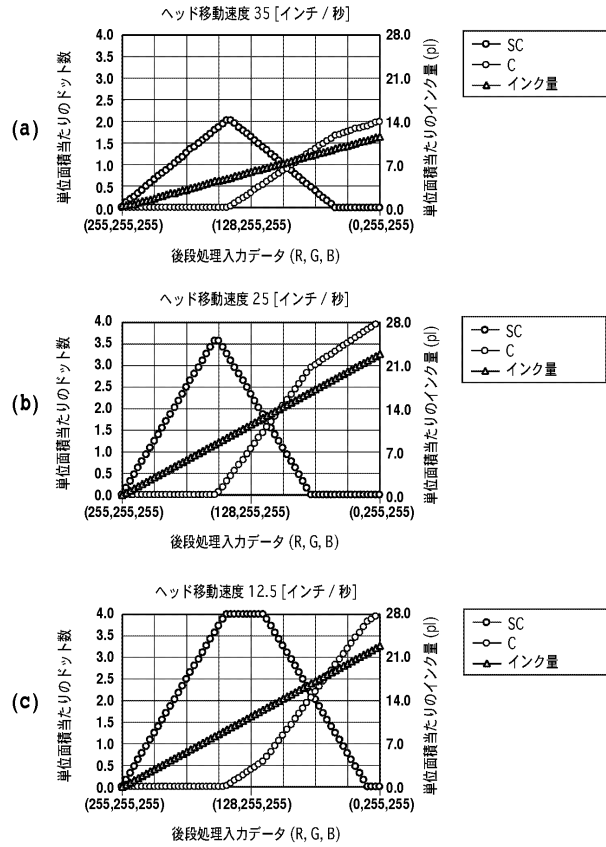 ヘッド移動速度 35 [インチ / 秒]
(a)
単位面積当たりのドット数
4.0
3.5
3.0
2.5
2.0
1.5
1.0
0.5
0.0
28.0
21.0
14.0
7.0
0.0
単位面積当たりのインク量 (pl)
(255,255,255)
(128,255,255)
(0,255,255)
後段処理入力データ (R, G, B)
SC
C
インク量
ヘッド移動速度 25 [インチ / 秒]
(b)
単位面積当たりのドット数
4.0
3.5
3.0
2.5
2.0
1.5
1.0
0.5
0.0
28.0
21.0
14.0
7.0
0.0
単位面積当たりのインク量 (pl)
(255,255,255)
(128,255,255)
(0,255,255)
後段処理入力データ (R, G, B)
SC
C
インク量
ヘッド移動速度 12.5 [インチ / 秒]
(c)
単位面積当たりのドット数
4.0
3.5
3.0
2.5
2.0
1.5
1.0
0.5
0.0
28.0
21.0
14.0
7.0
0.0
単位面積当たりのインク量 (pl)
(255,255,255)
(128,255,255)
(0,255,255)
後段処理入力データ (R, G, B)
SC
C
インク量